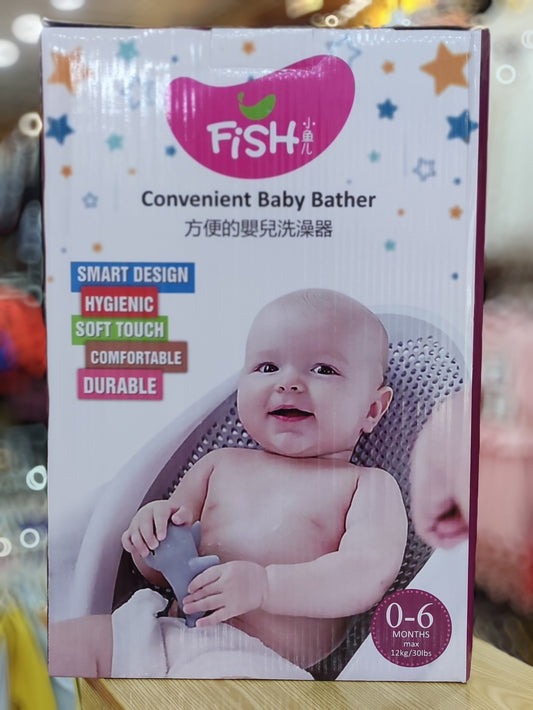 FiSH
小魚儿
Convenient Baby Bather
方便的嬰兒洗澡器
SMART DESIGN
HYGIENIC
SOFT TOUCH
COMFORTABLE
DURABLE
0-6
MONTHS
max
12kg/30lbs